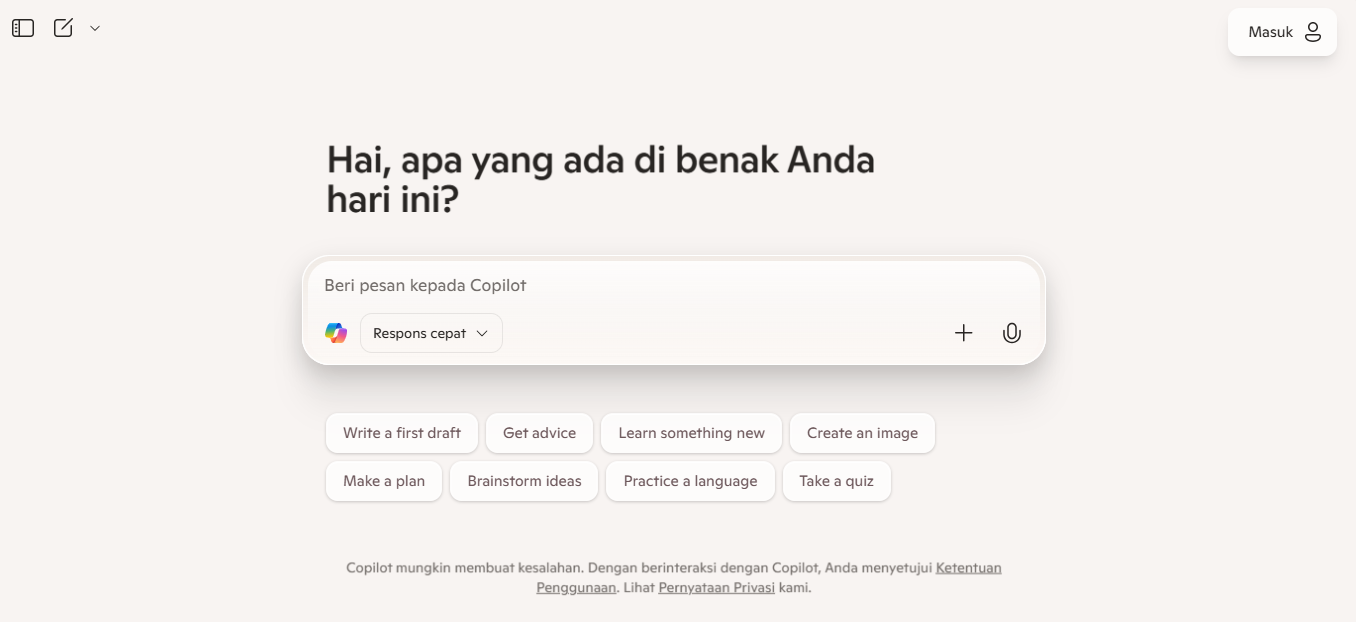 Masuk
Hai, apa yang ada di benak Anda
hari ini?
Beri pesan kepada Copilot
Respons cepat
Write a first draft
Get advice
Learn something new
Create an image
Make a plan
Brainstorm ideas
Practice a language
Take a quiz
Copilot mungkin membuat kesalahan. Dengan berinteraksi dengan Copilot, Anda menyetujui Ketentuan
Penggunaan. Lihat Pernyataan Privasi kami.